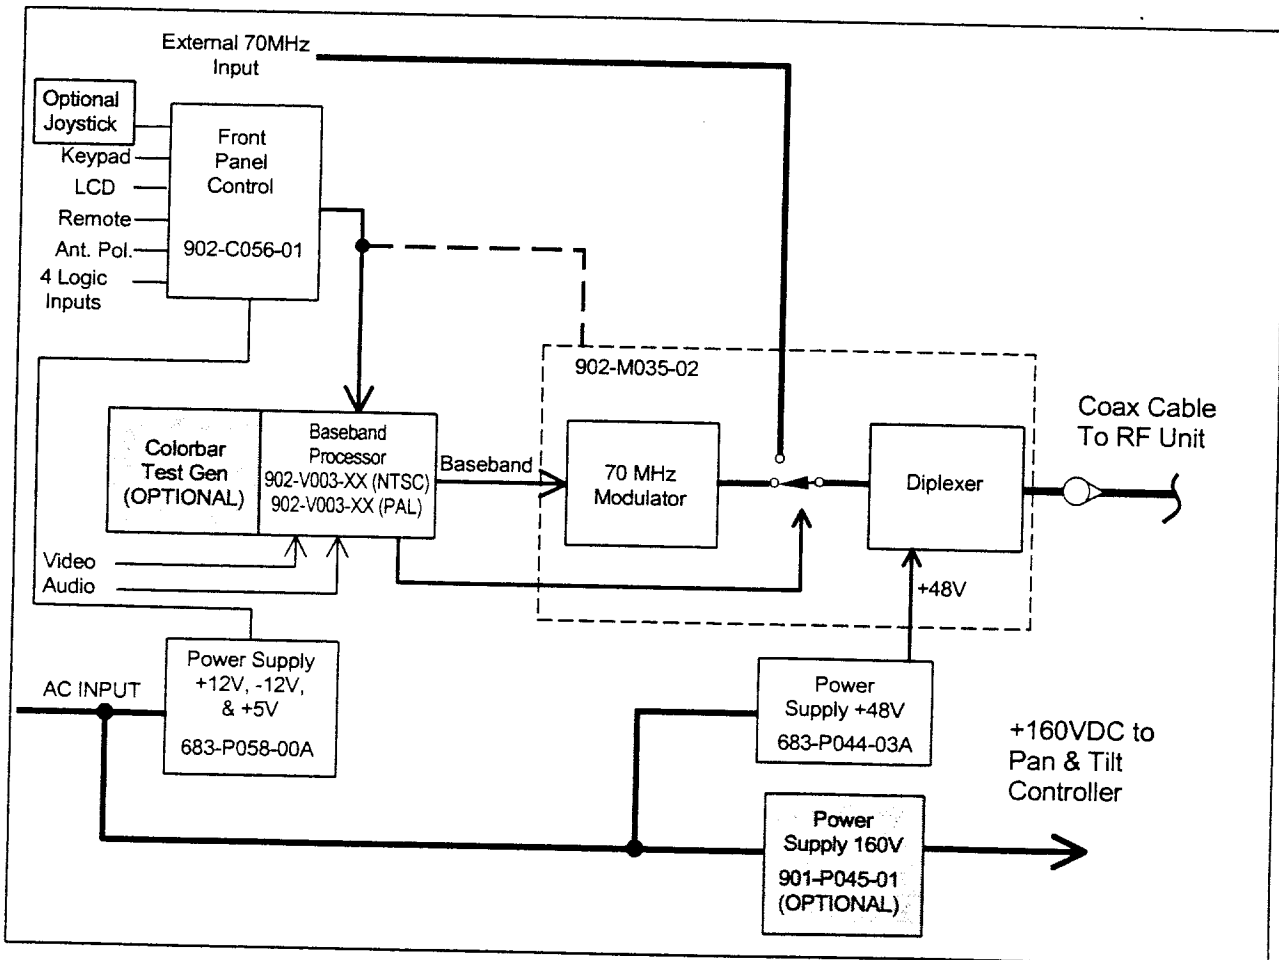 External 70MHz
Input
Optional
Joystick
Keypad
LCD
Remote
Ant. Pol.
4 Logic
Inputs
Front
Panel
Control
902-C056-01
902-M035-02
Colorbar
Test Gen
(OPTIONAL)
Baseband
Processor
902-V003-XX (NTSC)
902-V003-XX (PAL)
Baseband
70 MHz
Modulator
Diplexer
Coax Cable
To RF Unit
Video
Audio
+48V
AC INPUT
Power Supply
+12V, -12V,
& +5V
683-P058-00A
Power
Supply +48V
683-P044-03A
+160VDC to
Pan & Tilt
Controller
Power
Supply 160V
901-P045-01
(OPTIONAL)